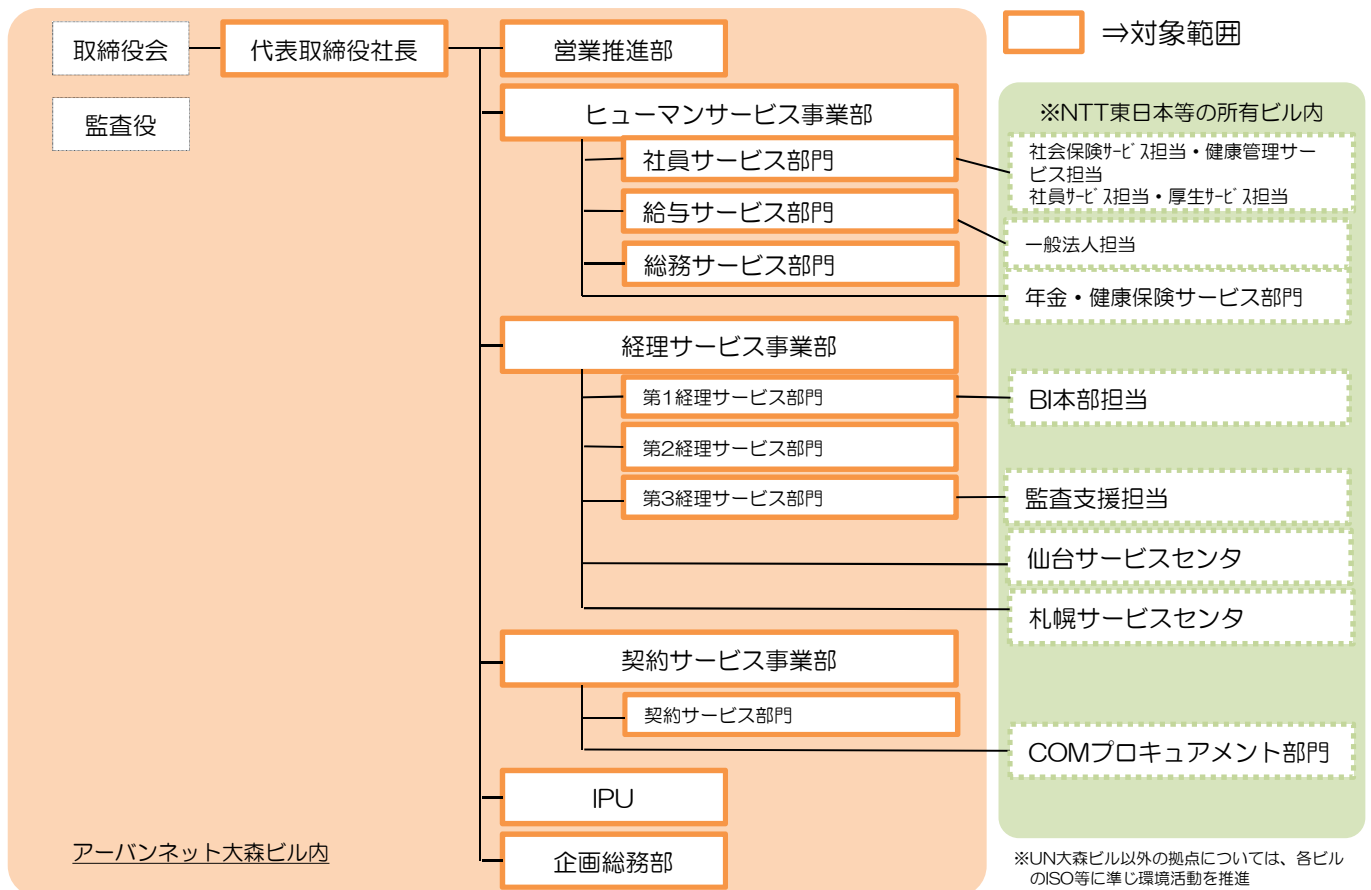 取締役会
代表取締役社長
営業推進部
⇒対象範囲
監査役
ヒューマンサービス事業部
社員サービス部門
給与サービス部門
総務サービス部門
※NTT東日本等の所有ビル内
社会保険ｻｰﾋﾞｽ担当・健康管理サー
ビス担当
社員ｻｰﾋﾞｽ担当・厚生ｻｰﾋﾞｽ担当
一般法人担当
年金・健康保険サービス部門
経理サービス事業部
第1経理サービス部門
BI本部担当
第2経理サービス部門
第3経理サービス部門
監査支援担当
仙台サービスセンタ
札幌サービスセンタ
契約サービス事業部
契約サービス部門
COMプロキュアメント部門
IPU
企画総務部
アーバンネット大森ビル内
※UN大森ビル以外の拠点については、各ビル
のISO等に準じ環境活動を推進